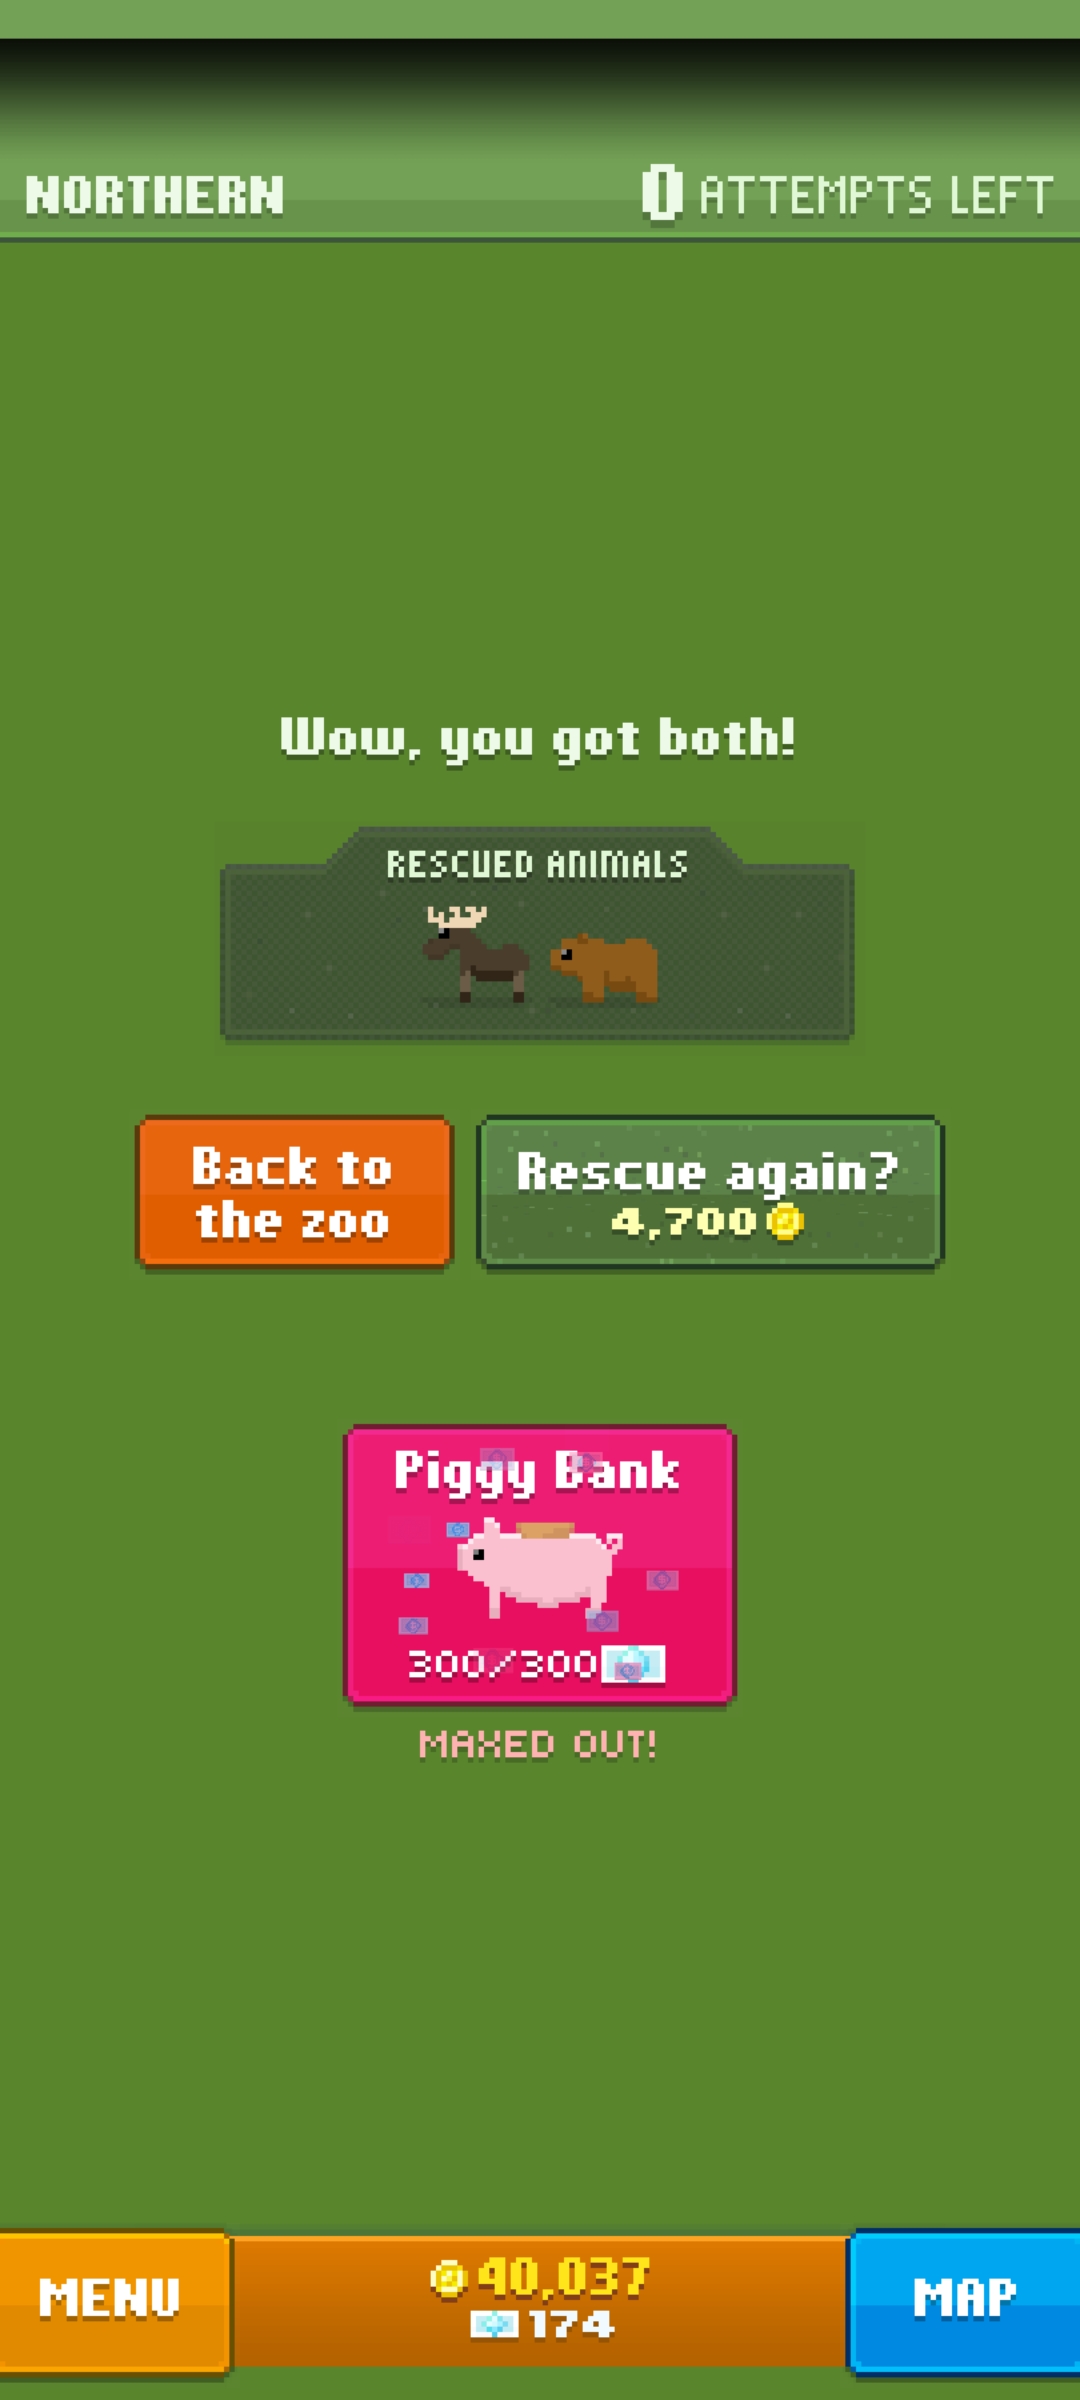 NORTHERN
0 ATTEMPTS LEFT
Wow, you got both!
RESCUED ANIMALS
Back to
the zoo
Rescue again?
4,700
Piggy Bank
300/300
MAXED OUT!
MENU
40,037
174
MAP